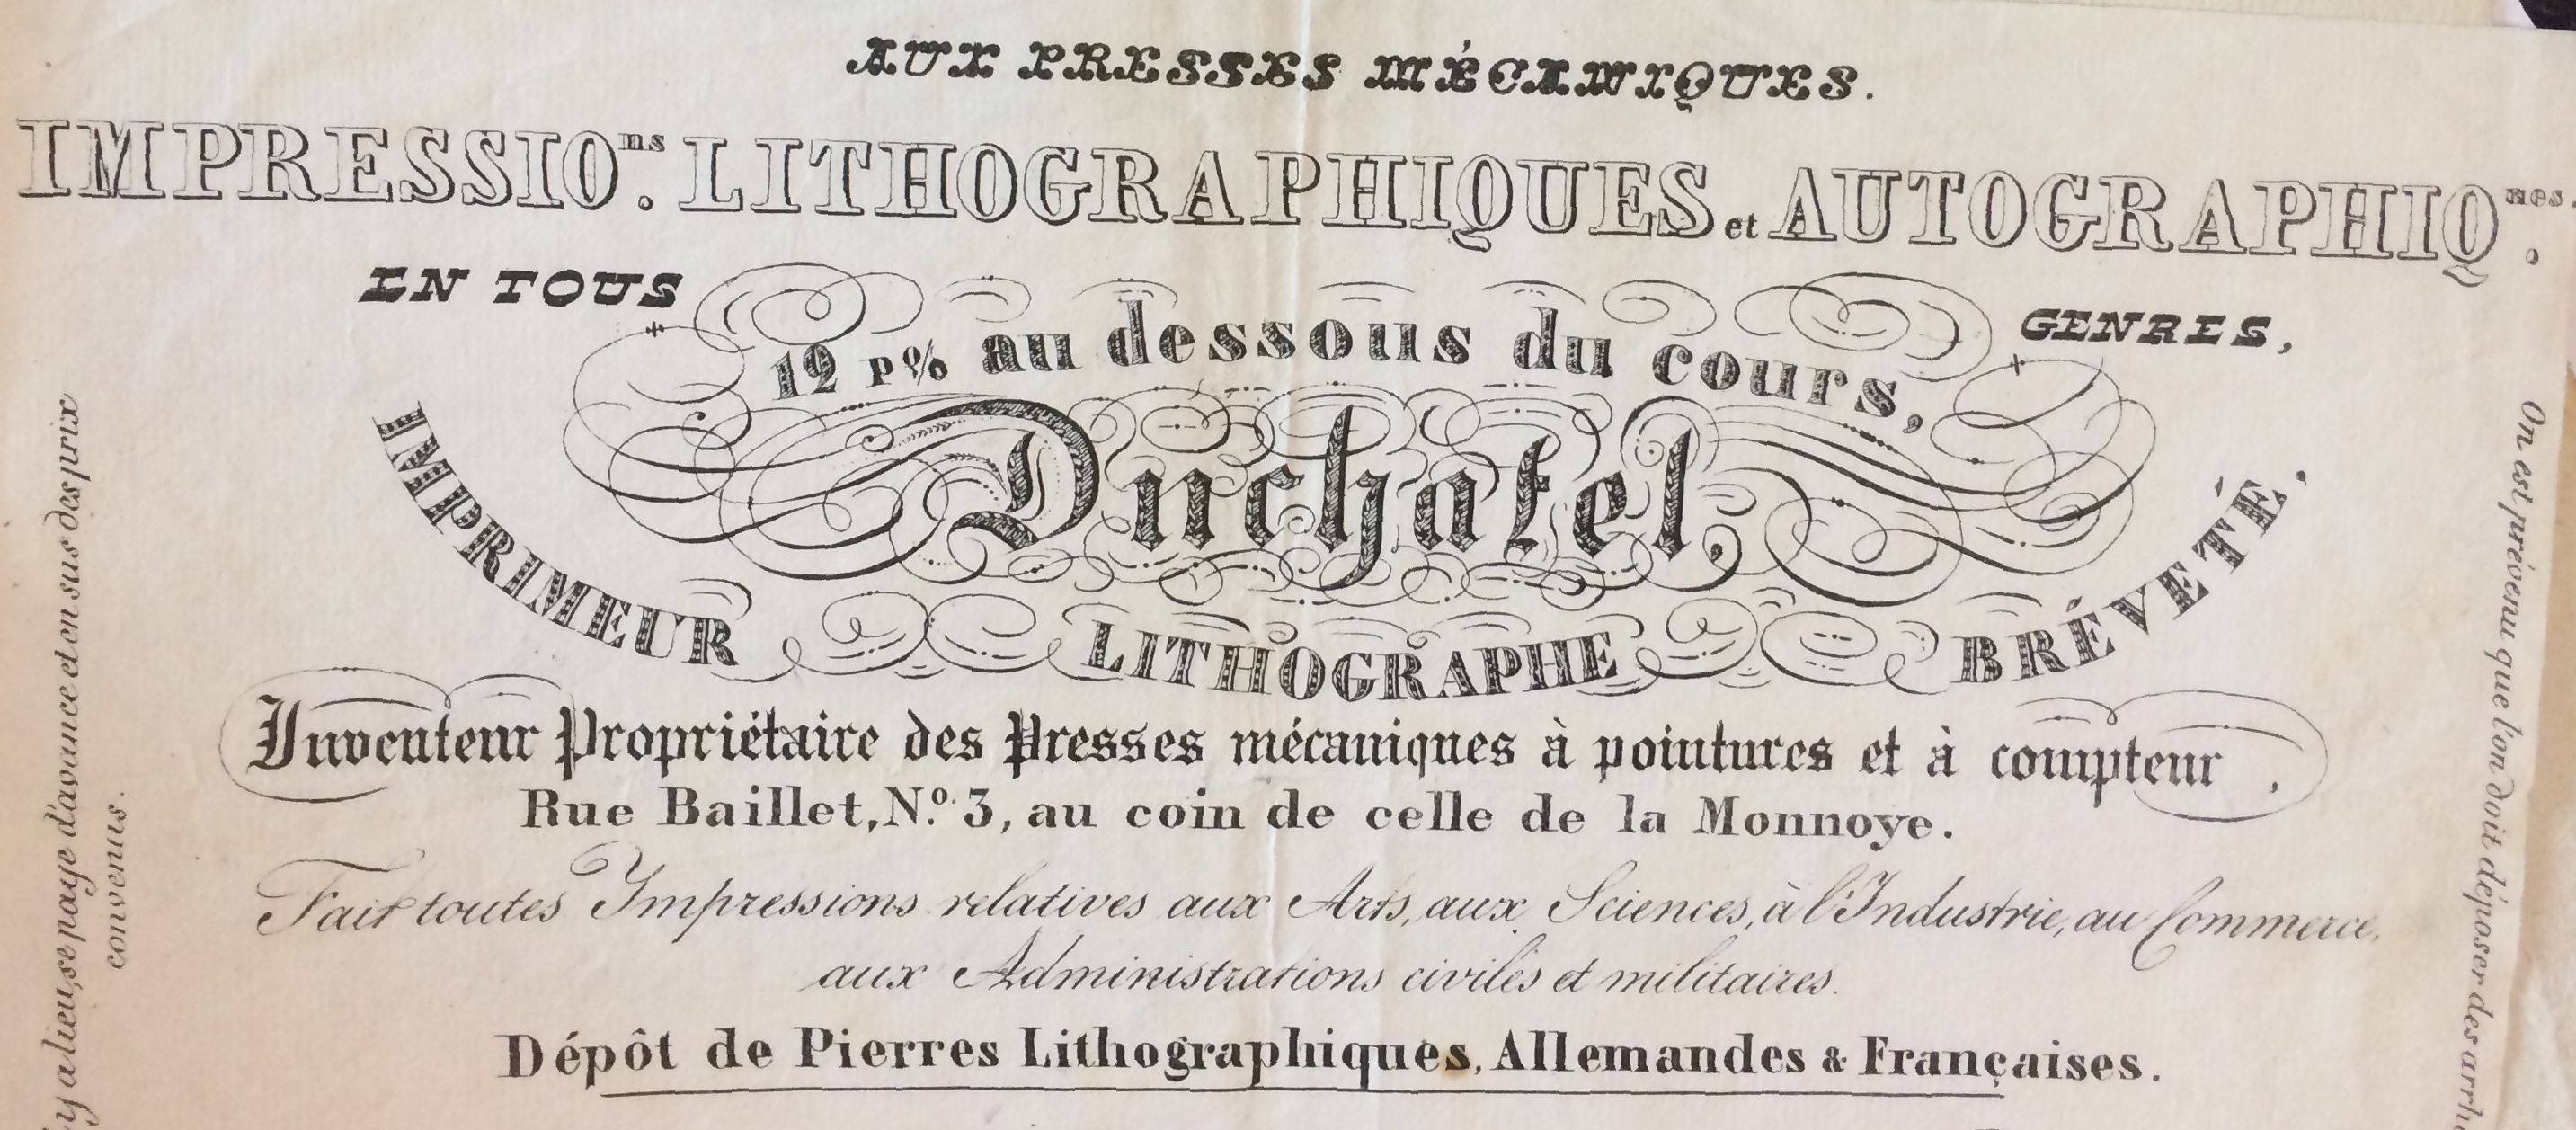 AUX PRESSES MÉCANIQUES.
IMPRESSIO.ns LITHOGRAPHIQUES et AUTOGRAPHIQ.ues.
EN TOUS GENRES,
12 P% au dessous du cours,
Duchatel,
IMPRIMEUR LITHOGRAPHE BRÉVETÉ.
Inventeur Propriétaire des Presses mécaniques à pointures et à compteur.
Rue Baillet, N.o 3, au coin de celle de la Monnoye.
Fait toutes Impressions relatives aux Arts, aux Sciences, à l'Industrie, au Commerce,
aux Administrations civiles et militaires.
Dépôt de Pierres Lithographiques, Allemandes & Françaises.
y a lieu, se paye d'avance et en sus des prix
convenus.
On est prévenu que l'on doit déposer des arrh